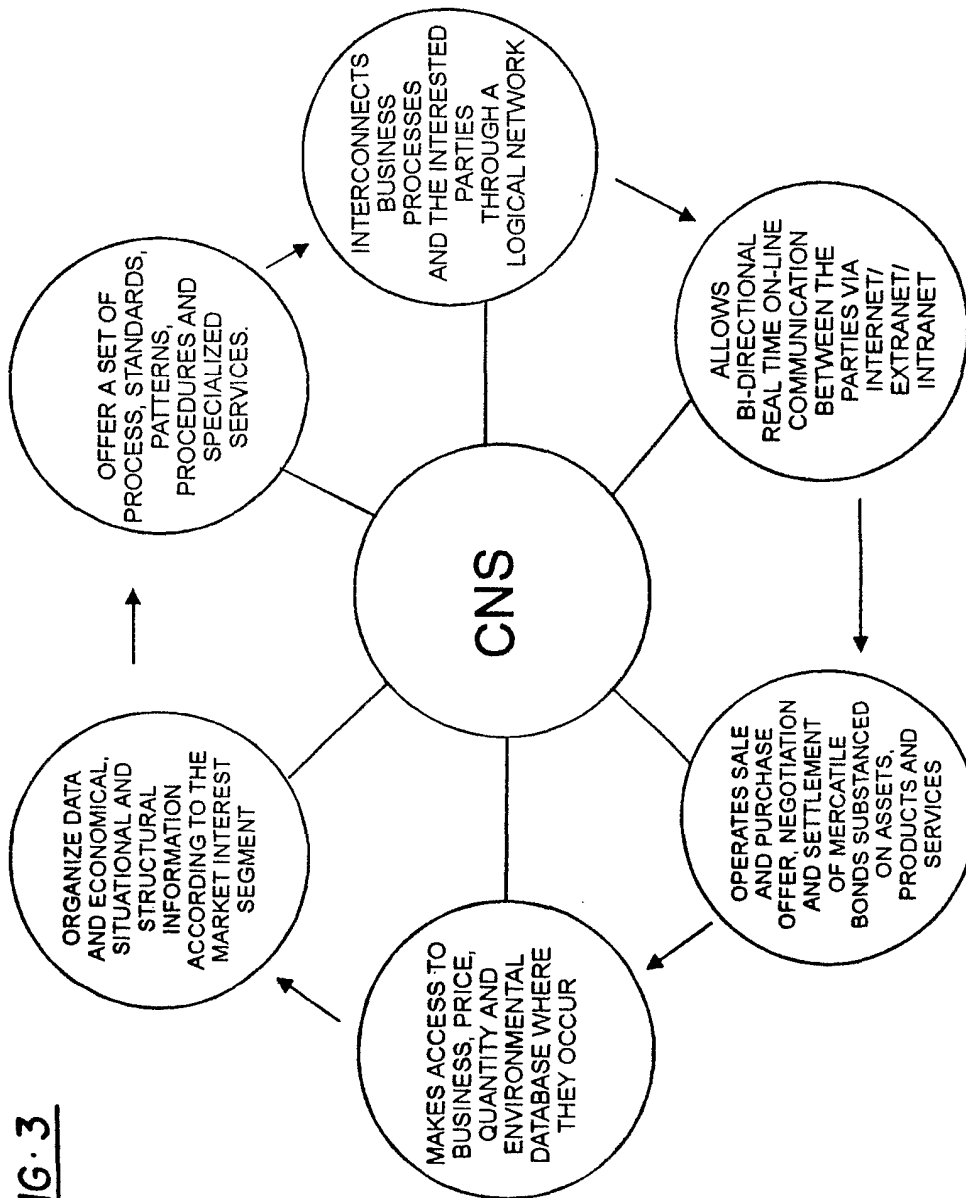 IG. 3
ORGANIZE DATA
AND ECONOMICAL,
SITUATIONAL AND
STRUCTURAL
INFORMATION
ACCORDING TO THE
MARKET INTEREST
SEGMENT
OFFER A SET OF
PROCESS, STANDARDS,
PATTERNS,
PROCEDURES AND
SPECIALIZED
SERVICES.
MAKES ACCESS TO
BUSINESS, PRICE,
QUANTITY AND
ENVIRONMENTAL
DATABASE WHERE
THEY OCCUR
CNS
INTERCONNECTS
BUSINESS
PROCESSES
AND THE INTERESTED
PARTIES
THROUGH A
LOGICAL NETWORK
OPERATES SALE
AND PURCHASE
OFFER, NEGOTIATION
AND SETTLEMENT
OF MERCATILE
BONDS SUBSTANCED
ON ASSETS,
PRODUCTS AND
SERVICES
ALLOWS
BI-DIRECTIONAL
REAL TIME ON-LINE
COMMUNICATION
BETWEEN THE
PARTIES VIA
INTERNET/
EXTRANET/
INTRANET